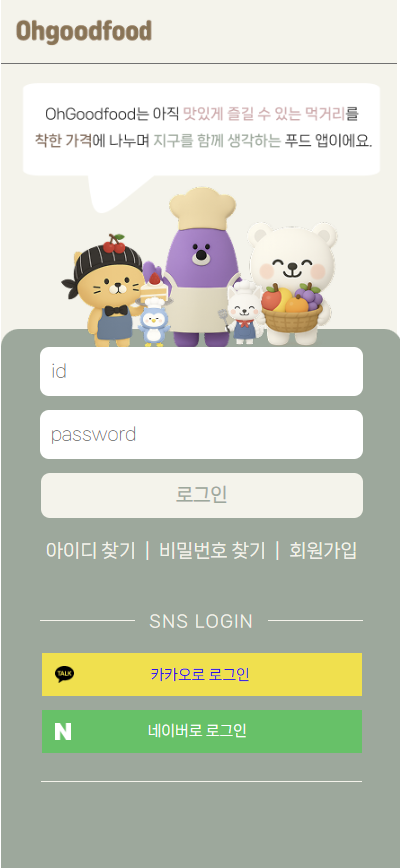 Ohgoodfood
OhGoodfood는 아직 맛있게 즐길 수 있는 먹거리를
착한 가격에 나누며 지구를 함께 생각하는 푸드 앱이에요.
id
password
로그인
아이디 찾기 | 비밀번호 찾기 | 회원가입
SNS LOGIN
TALK 카카오로 로그인
N 네이버로 로그인